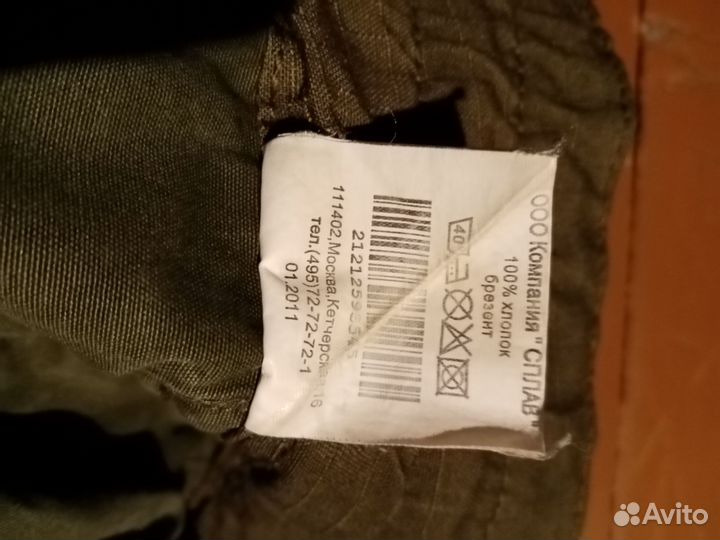 ООО Компания "СПЛАВ"
100% хлопок
брезент
40
111402,Москва,Кетчерская,16
тел.(495)72-72-72-1
01.2011
Avito